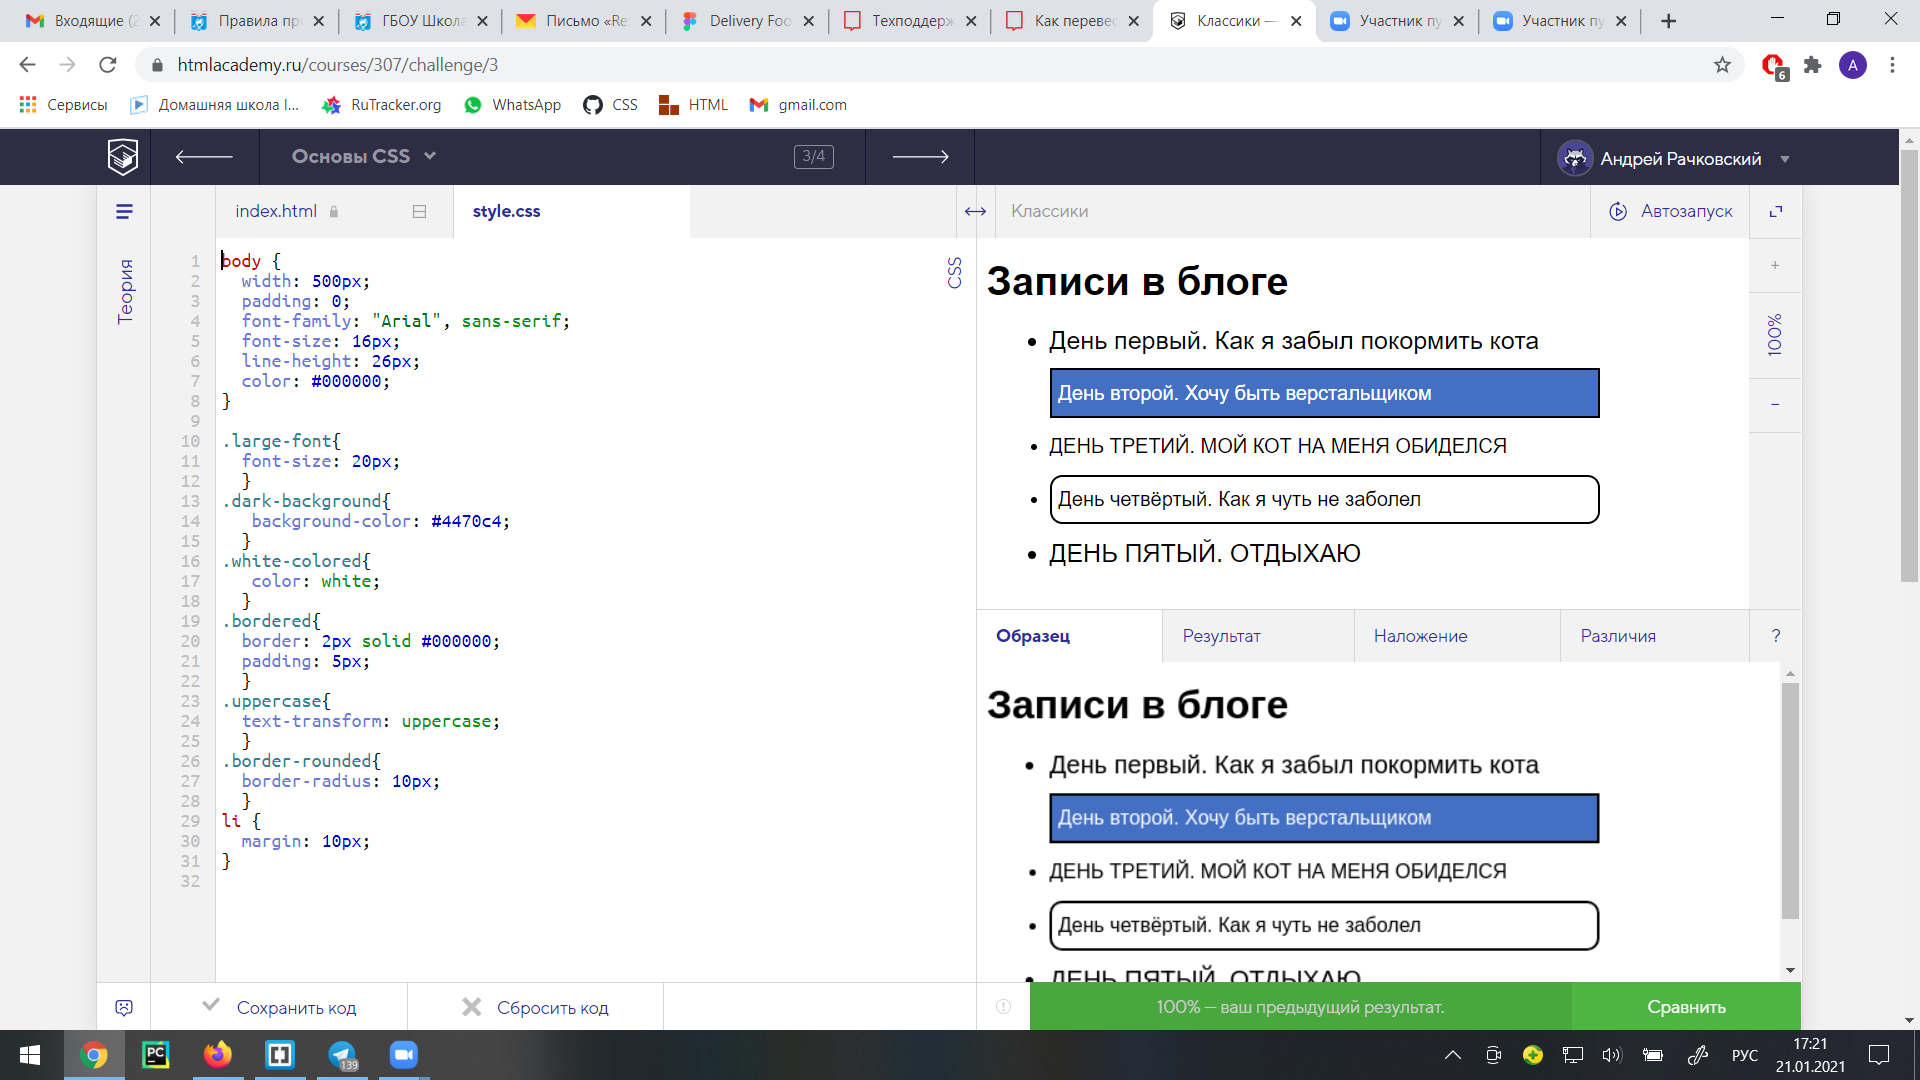 Входящие (2
Правила пр
ГБОУ Школа
Письмо «Re
Delivery Foo
Техподдерж
Как перевес
Классики —
Участник пу
Участник пу
htmlacademy.ru/courses/307/challenge/3
6
A
Сервисы
Домашняя школа I...
RuTracker.org
WhatsApp
CSS
HTML
gmail.com
Основы CSS
3/4
Андрей Рачковский
index.html
style.css
Классики
Автозапуск
Теория
CSS
100%
1 body {
2 width: 500px;
3 padding: 0;
4 font-family: "Arial", sans-serif;
5 font-size: 16px;
6 line-height: 26px;
7 color: #000000;
8 }
9
10 .large-font{
11 font-size: 20px;
12 }
13 .dark-background{
14 background-color: #4470c4;
15 }
16 .white-colored{
17 color: white;
18 }
19 .bordered{
20 border: 2px solid #000000;
21 padding: 5px;
22 }
23 .uppercase{
24 text-transform: uppercase;
25 }
26 .border-rounded{
27 border-radius: 10px;
28 }
29 li {
30 margin: 10px;
31 }
32
Записи в блоге
День первый. Как я забыл покормить кота
День второй. Хочу быть верстальщиком
ДЕНЬ ТРЕТИЙ. МОЙ КОТ НА МЕНЯ ОБИДЕЛСЯ
День четвёртый. Как я чуть не заболел
ДЕНЬ ПЯТЫЙ. ОТДЫХАЮ
Образец
Результат
Наложение
Различия
?
Записи в блоге
День первый. Как я забыл покормить кота
День второй. Хочу быть верстальщиком
ДЕНЬ ТРЕТИЙ. МОЙ КОТ НА МЕНЯ ОБИДЕЛСЯ
День четвёртый. Как я чуть не заболел
ДЕНЬ ПЯТЫЙ. ОТДЫХАЮ
Сохранить код
Сбросить код
100% — ваш предыдущий результат.
Сравнить
PC
139
РУС
17:21
21.01.2021